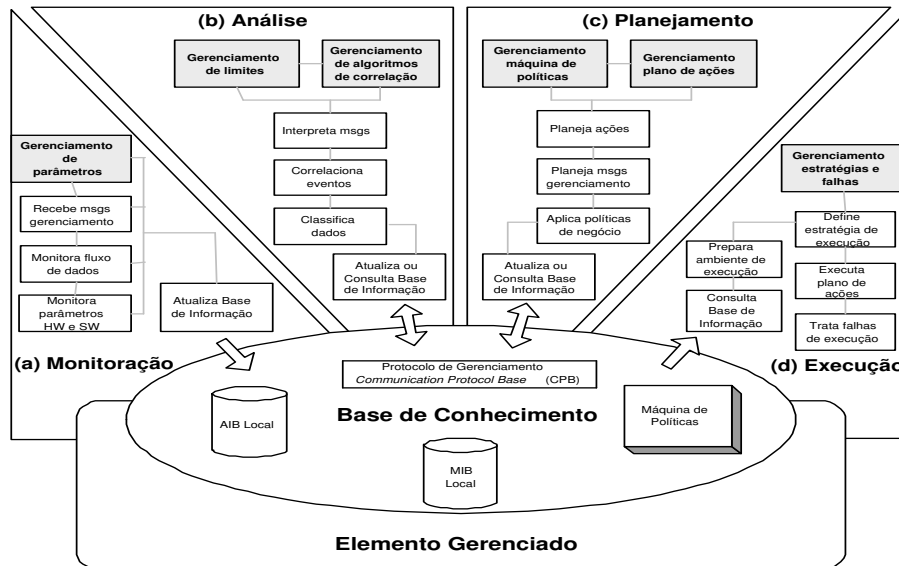 (b) Análise
(c) Planejamento
Gerenciamento
de limites
Gerenciamento
de algoritmos
de correlação
Gerenciamento
máquina de
políticas
Gerenciamento
plano de ações
Interpreta msgs
Correlaciona
eventos
Classifica
dados
Atualiza ou
Consulta Base
de Informação
Planeja ações
Planeja msgs
gerenciamento
Aplica políticas
de negócio
Atualiza ou
Consulta Base
de Informação
Gerenciamento
de
parâmetros
Recebe msgs
gerenciamento
Monitora fluxo
de dados
Monitora
parâmetros
HW e SW
Atualiza Base
de Informação
(a) Monitoração
Gerenciamento
estratégias e
falhas
Define
estratégia de
execução
Prepara
ambiente de
execução
Executa
plano de
ações
Consulta
Base de
Informação
Trata falhas
de execução
(d) Execução
Protocolo de Gerenciamento
Communication Protocol Base (CPB)
Base de Conhecimento
AIB Local
MIB
Local
Máquina de
Políticas
Elemento Gerenciado